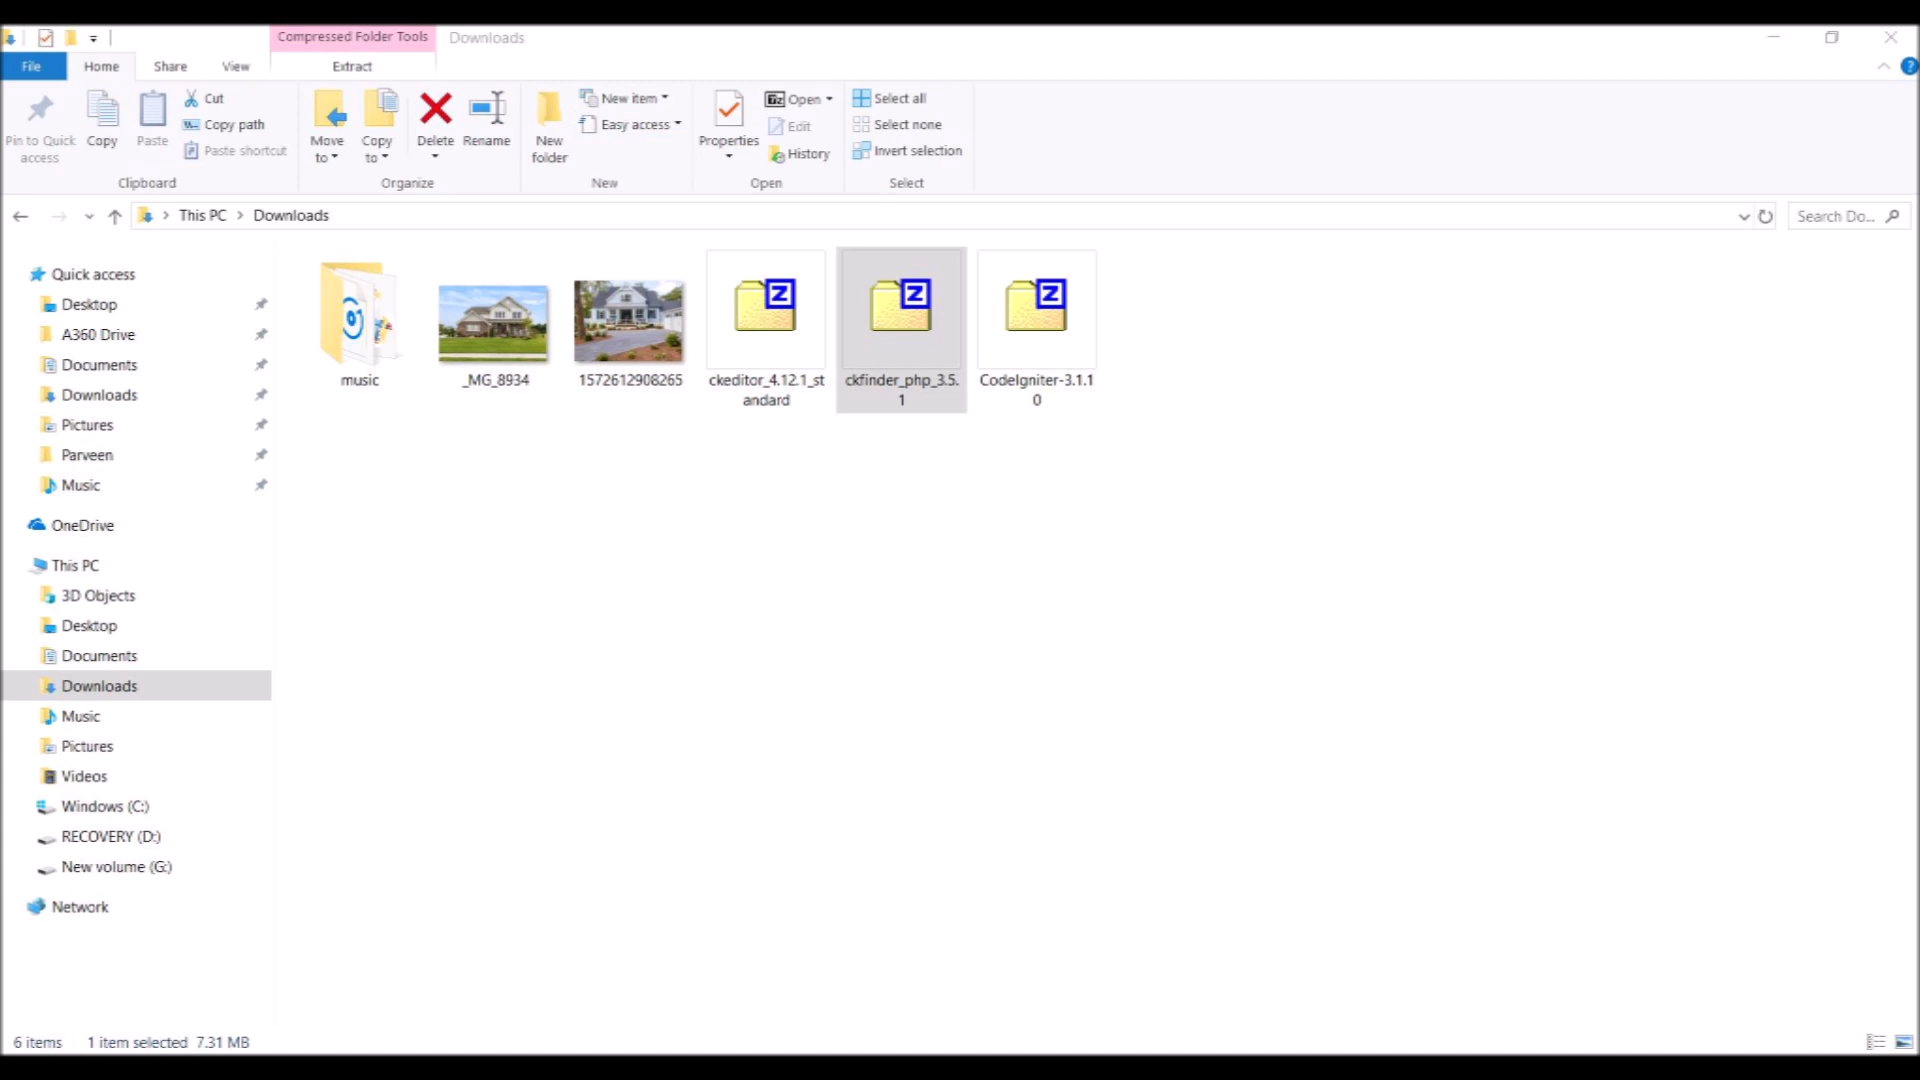 Compressed Folder Tools
Downloads
File
Home
Share
View
Extract
Pin to Quick
access
Copy
Paste
Cut
Copy path
Paste shortcut
Clipboard
Move
to
Copy
to
Delete
Rename
Organize
New
folder
New item
Easy access
New
Properties
Open
Edit
History
Open
Select all
Select none
Invert selection
Select
This PC
Downloads
Search Do...
Quick access
Desktop
A360 Drive
Documents
Downloads
Pictures
Parveen
Music
OneDrive
This PC
3D Objects
Desktop
Documents
Downloads
Music
Pictures
Videos
Windows (C:)
RECOVERY (D:)
New volume (G:)
Network
music
_MG_8934
1572612908265
Z
ckeditor_4.12.1_st
andard
Z
ckfinder_php_3.5.
1
Z
CodeIgniter-3.1.1
0
6 items
1 item selected 7.31 MB